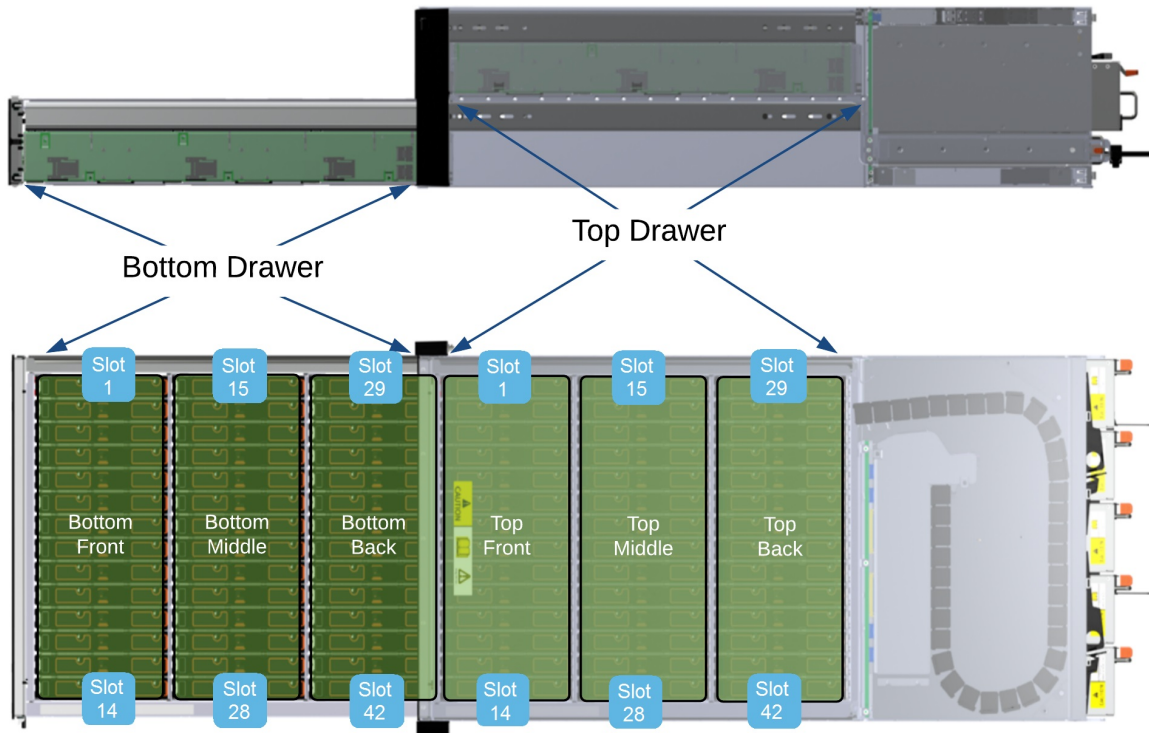 Top Drawer
Bottom Drawer
Slot
1
Slot
15
Slot
29
Slot
1
Slot
15
Slot
29
CAUTION
Bottom
Front
Bottom
Middle
Bottom
Back
Top
Front
Top
Middle
Top
Back
Slot
14
Slot
28
Slot
42
Slot
14
Slot
28
Slot
42